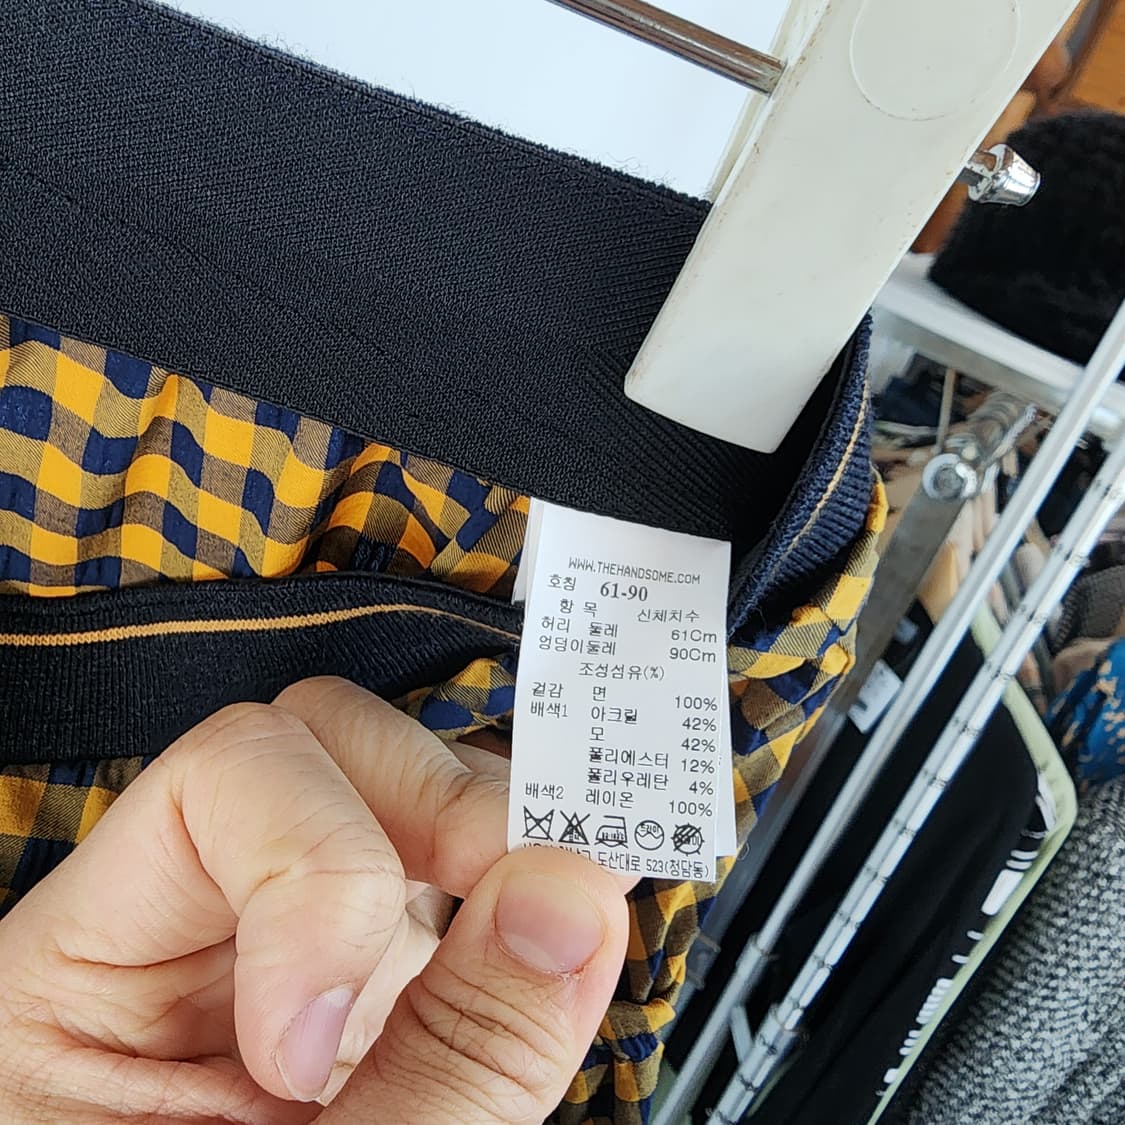 WWW.THEHANDSOME.COM
호칭 61-90
항 목 신체치수
허리 둘레 61Cm
엉덩이둘레 90Cm
조성섬유(%)
겉감 면 100%
배색1 아크릴 42%
모 42%
폴리에스터 12%
폴리우레탄 4%
배색2 레이온 100%
드라이
도산대로 523(청담동)